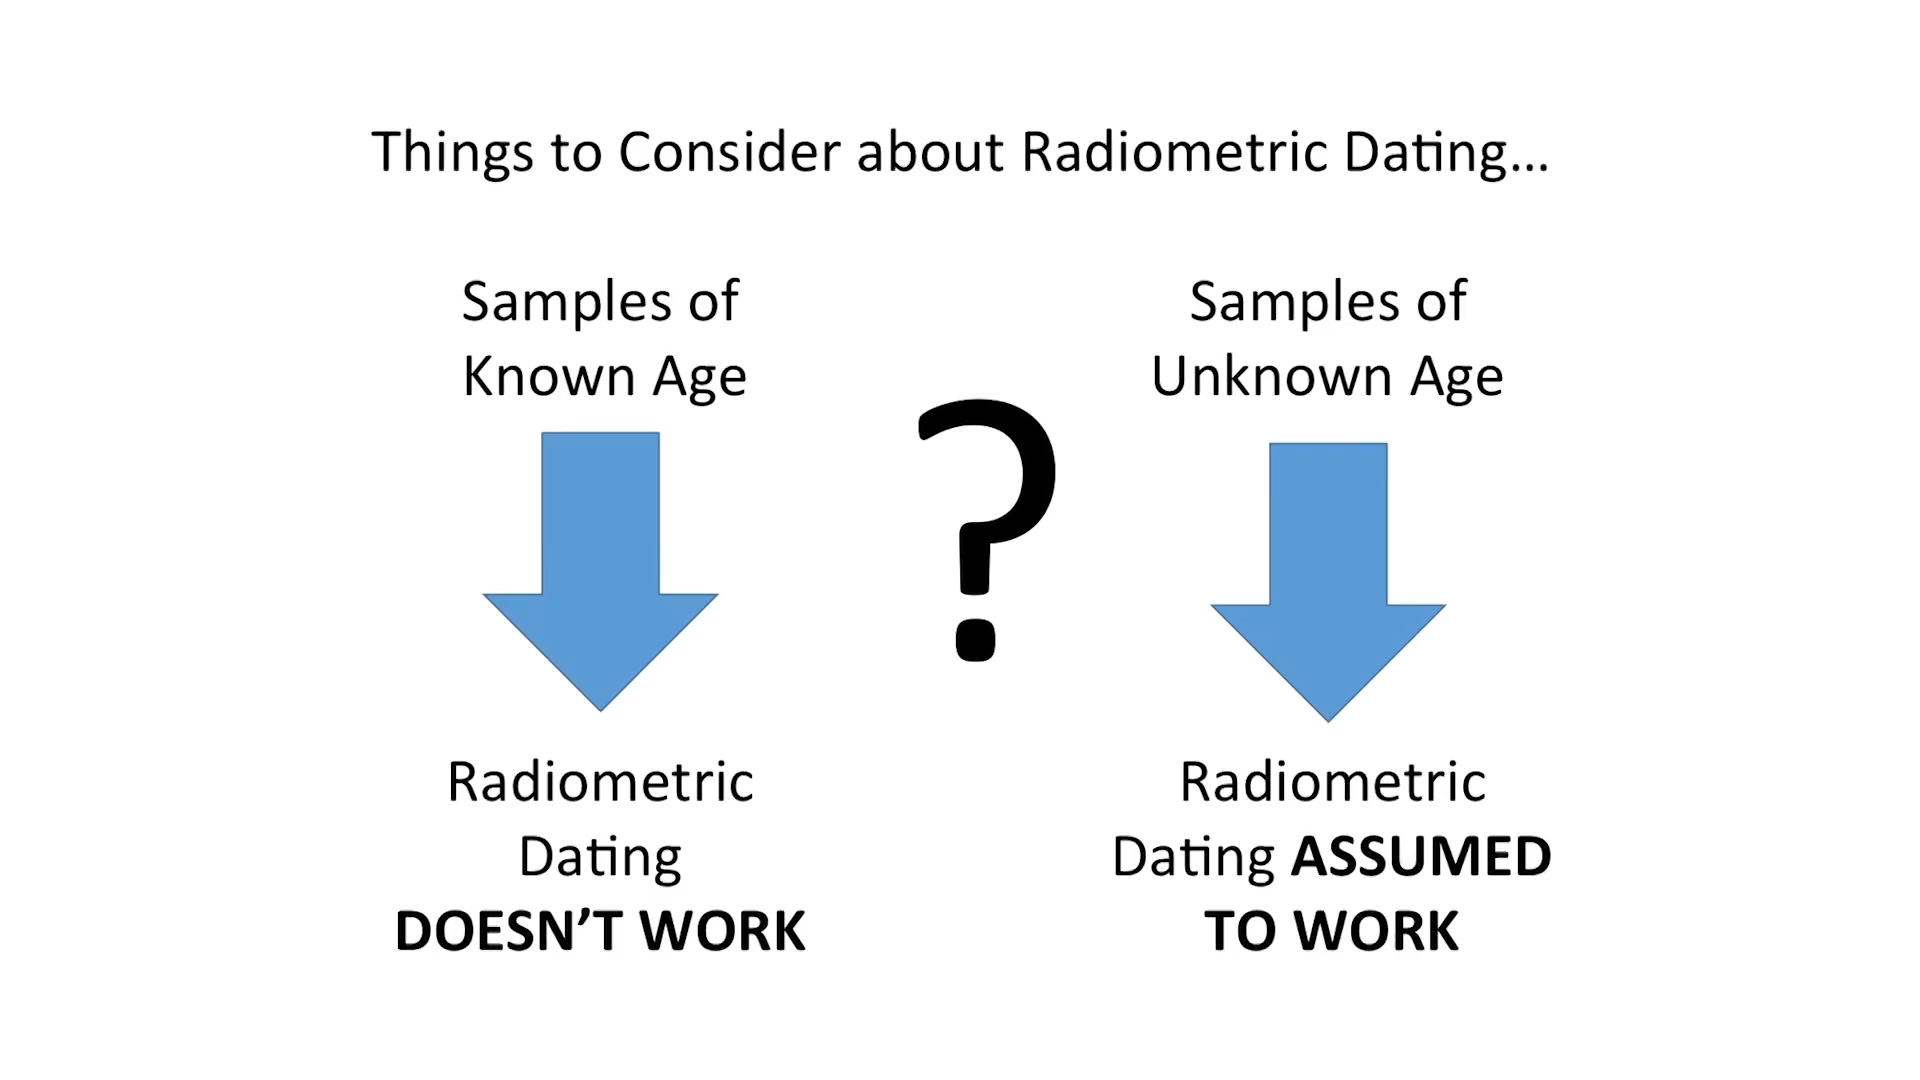 Things to Consider about Radiometric Dating...
Samples of
Known Age
Samples of
Unknown Age
?
Radiometric
Dating
DOESN'T WORK
Radiometric
Dating ASSUMED
TO WORK